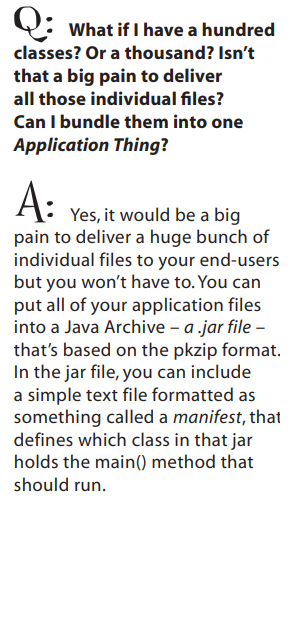 Q: What if I have a hundred
classes? Or a thousand? Isn’t
that a big pain to deliver
all those individual files?
Can I bundle them into one
Application Thing?
A: Yes, it would be a big
pain to deliver a huge bunch of
individual files to your end-users
but you won’t have to. You can
put all of your application files
into a Java Archive – a .jar file –
that’s based on the pkzip format.
In the jar file, you can include
a simple text file formatted as
something called a manifest, that
defines which class in that jar
holds the main() method that
should run.